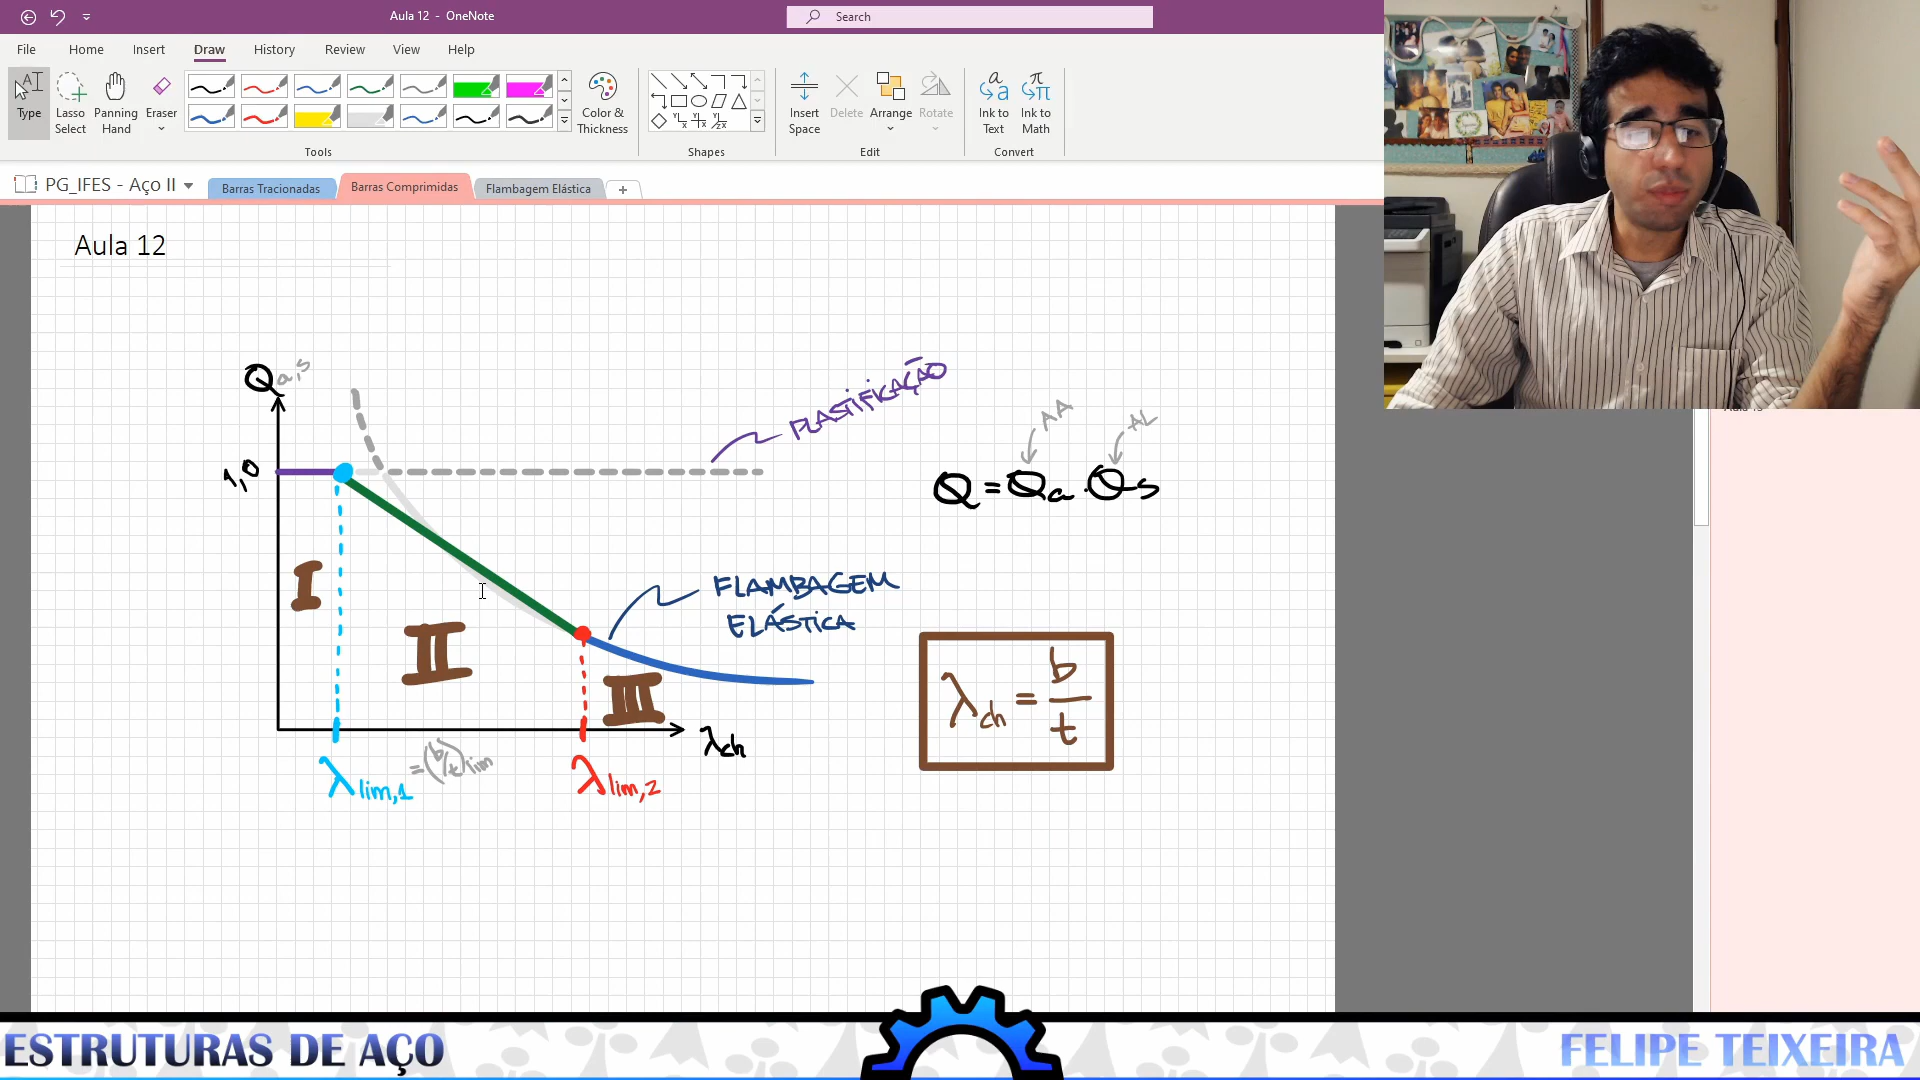 Aula 12 - OneNote
Search
File Home Insert Draw History Review View Help
Type
Lasso Select
Panning Hand
Eraser
Color & Thickness
Insert Space
Delete
Arrange
Rotate
Ink to Text
Ink to Math
Tools
Shapes
Edit
Convert
PG_IFES - Aço II
Barras Tracionadas
Barras Comprimidas
Flambagem Elástica
Aula 12
Qa,s
1,0
PLASTIFICAÇÃO
AA
AL
Q = Qa . Qs
I
II
III
FLAMBAGEM
ELÁSTICA
λch = b/t
λch
λlim,1 = (b/t)lim
λlim,2
ESTRUTURAS DE AÇO
FELIPE TEIXEIRA